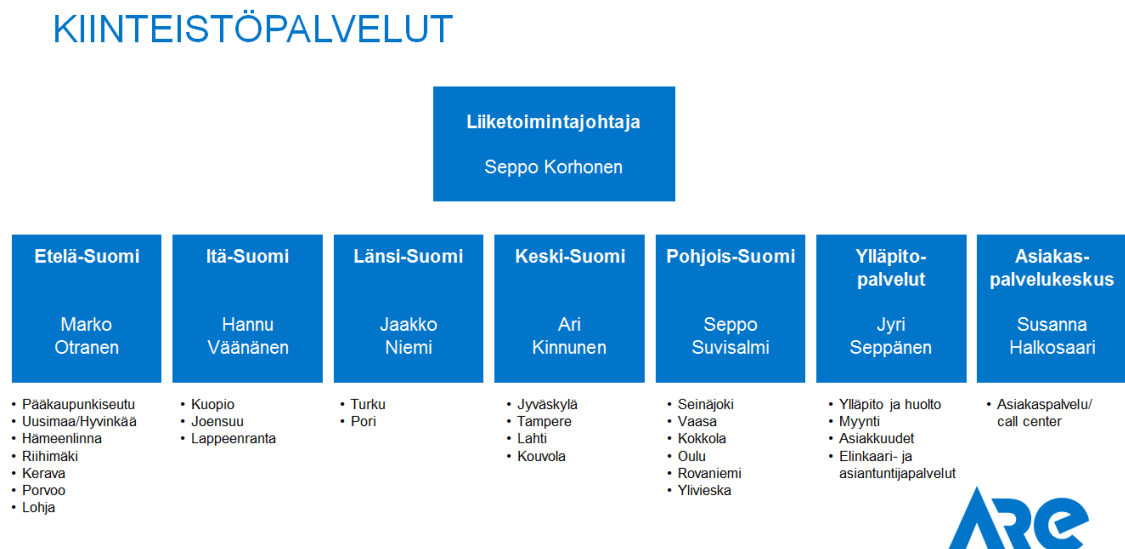 KIINTEISTÖPALVELUT
Liiketoimintajohtaja
Seppo Korhonen
Etelä-Suomi
Marko
Otranen
• Pääkaupunkiseutu
• Uusimaa/Hyvinkää
• Hämeenlinna
• Riihimäki
• Kerava
• Porvoo
• Lohja
Itä-Suomi
Hannu
Väänänen
• Kuopio
• Joensuu
• Lappeenranta
Länsi-Suomi
Jaakko
Niemi
• Turku
• Pori
Keski-Suomi
Ari
Kinnunen
• Jyväskylä
• Tampere
• Lahti
• Kouvola
Pohjois-Suomi
Seppo
Suvisalmi
• Seinäjoki
• Vaasa
• Kokkola
• Oulu
• Rovaniemi
• Ylivieska
Ylläpito-
palvelut
Jyri
Seppänen
• Ylläpito ja huolto
• Myynti
• Asiakkuudet
• Elinkaari- ja
asiantuntijapalvelut
Asiakas-
palvelukeskus
Susanna
Halkosaari
• Asiakaspalvelu/
call center
ARe